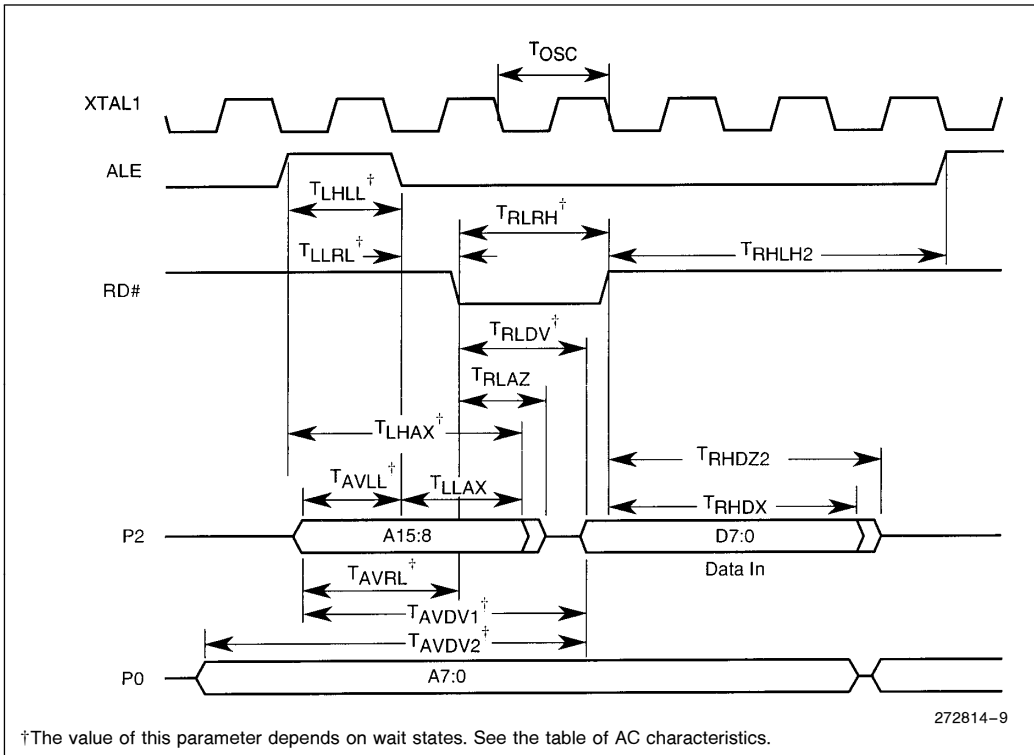 TOSC
XTAL1
ALE
TLHLL†
TRLRH†
TLLRL†
TRHLH2
RD#
TRLDV†
TRLAZ
TLHAX†
TRHDZ2
TAVLL†
TLLAX
TRHDX
P2
A15:8
D7:0
Data In
TAVRL†
TAVDV1†
TAVDV2†
P0
A7:0
272814–9
†The value of this parameter depends on wait states. See the table of AC characteristics.